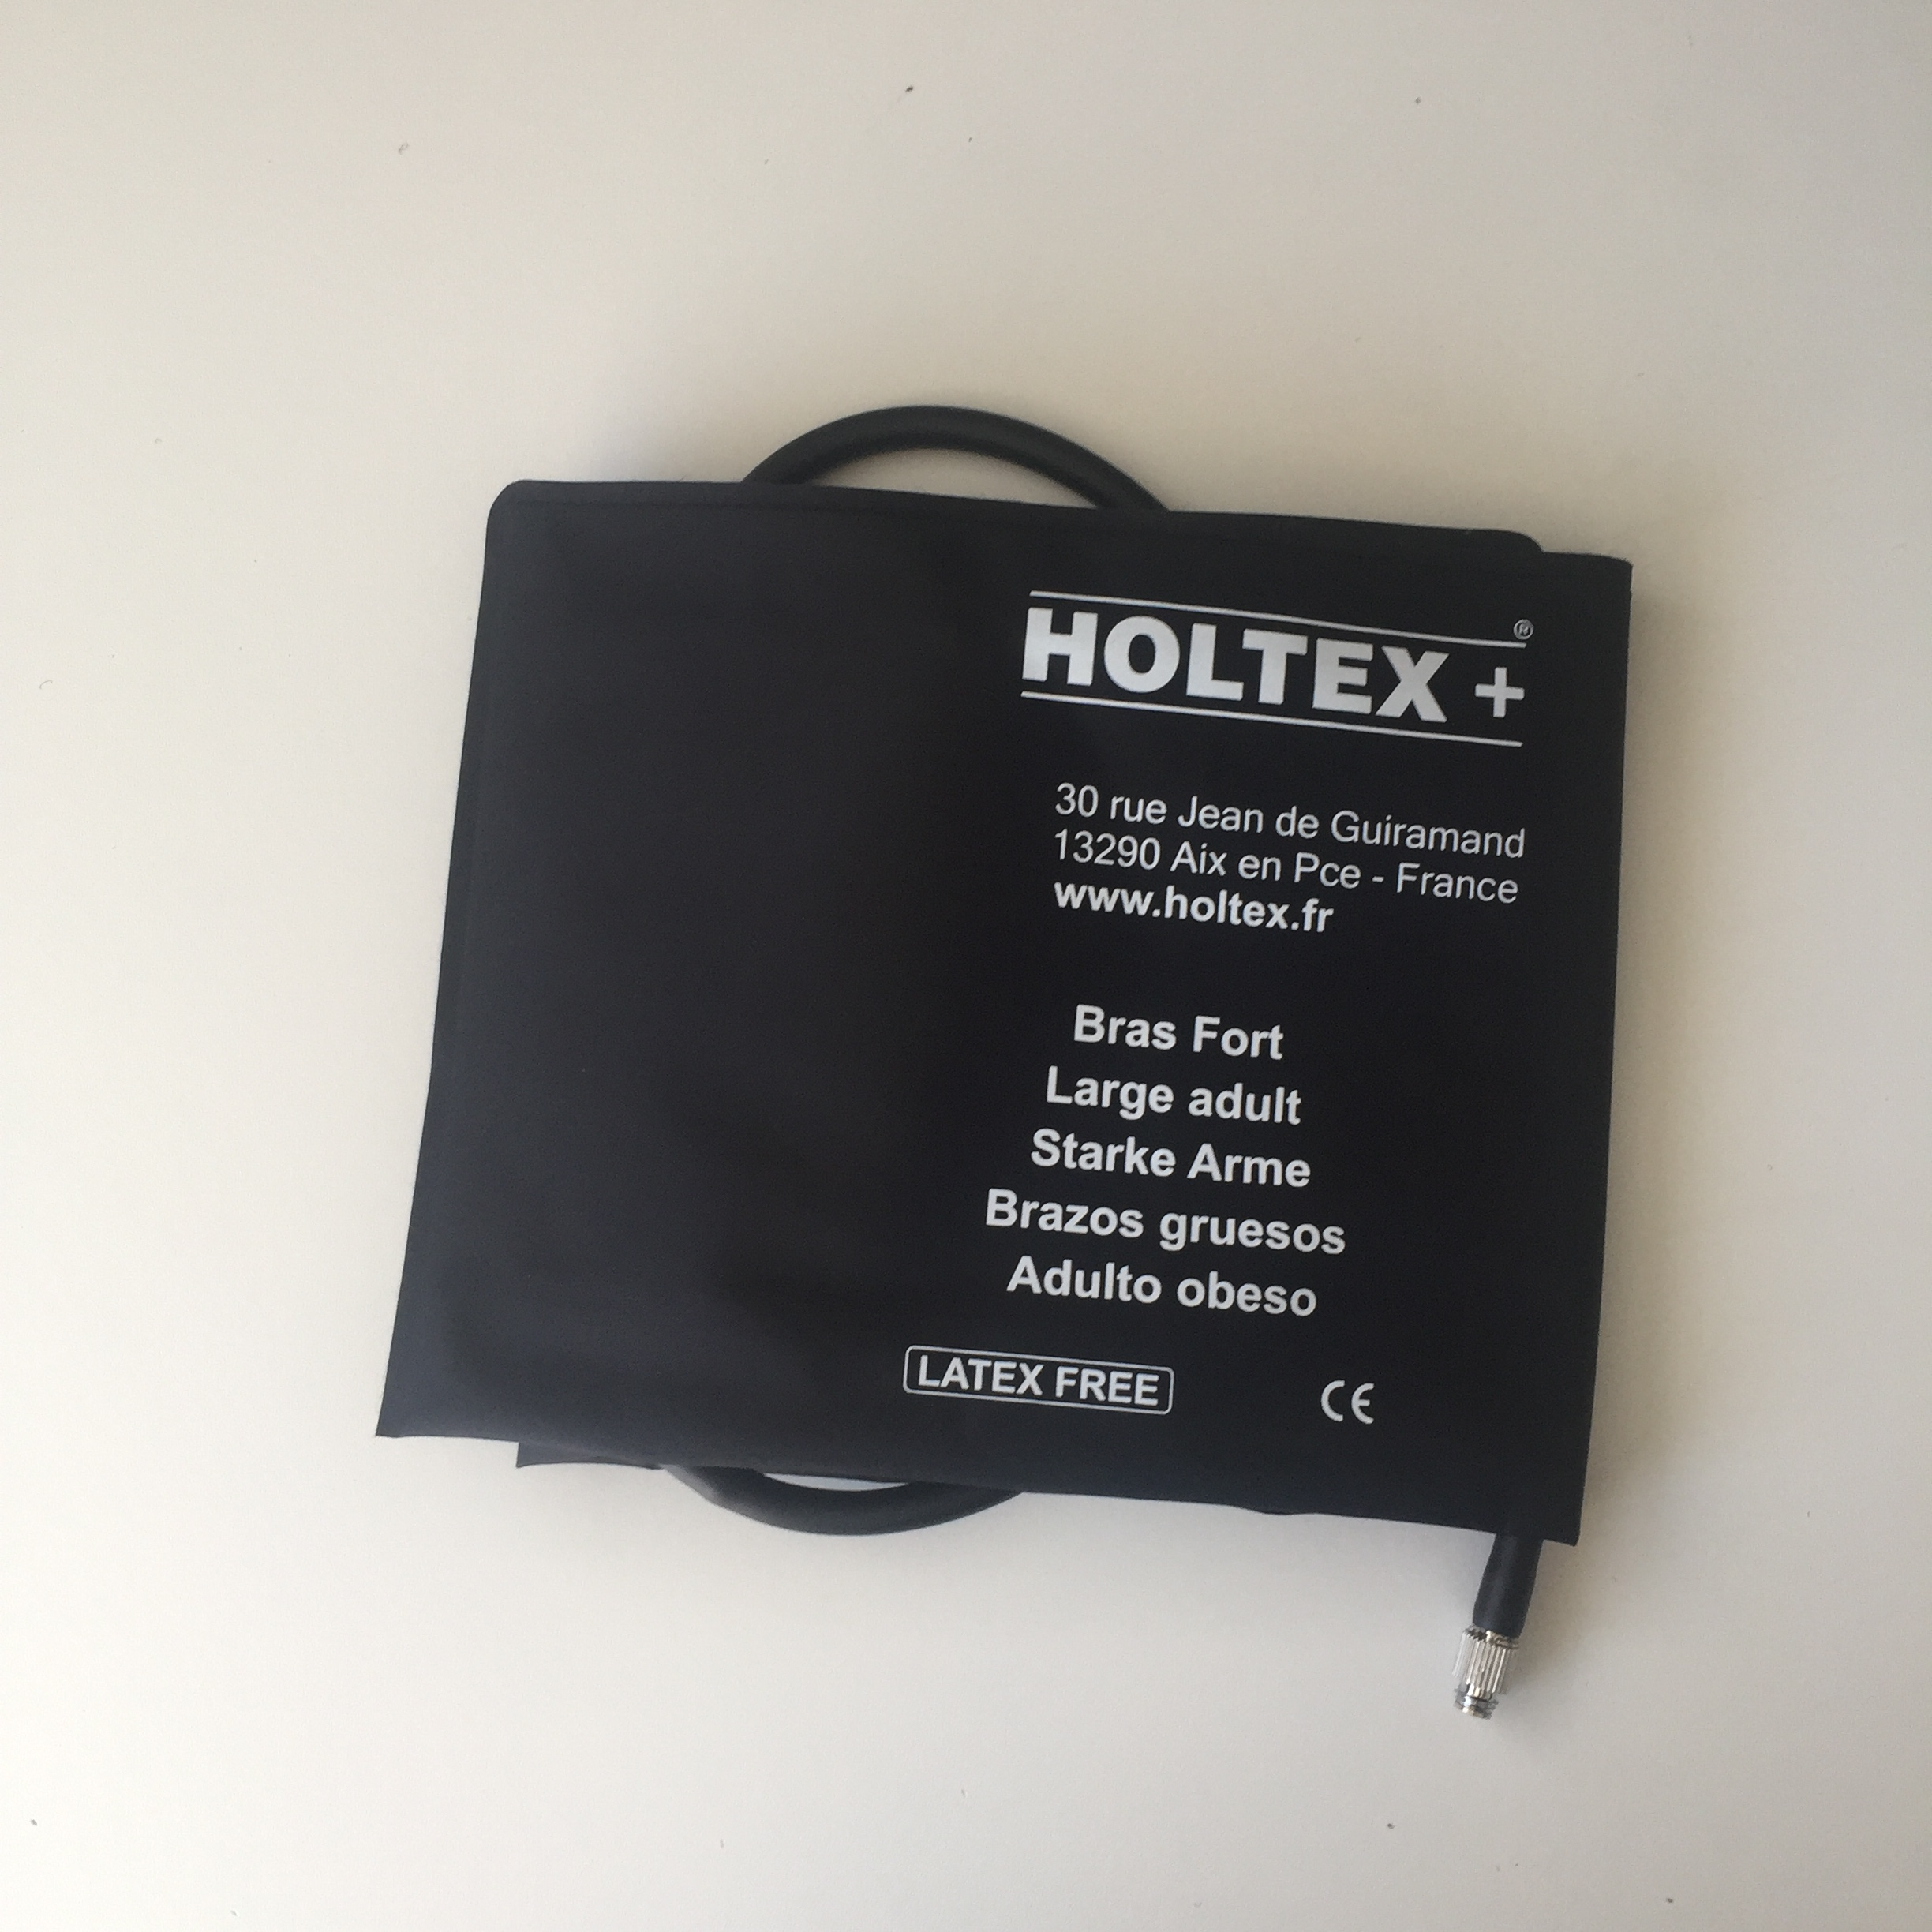 HOLTEX +®
30 rue Jean de Guiramand
13290 Aix en Pce - France
www.holtex.fr
Bras Fort
Large adult
Starke Arme
Brazos gruesos
Adulto obeso
LATEX FREE
CE